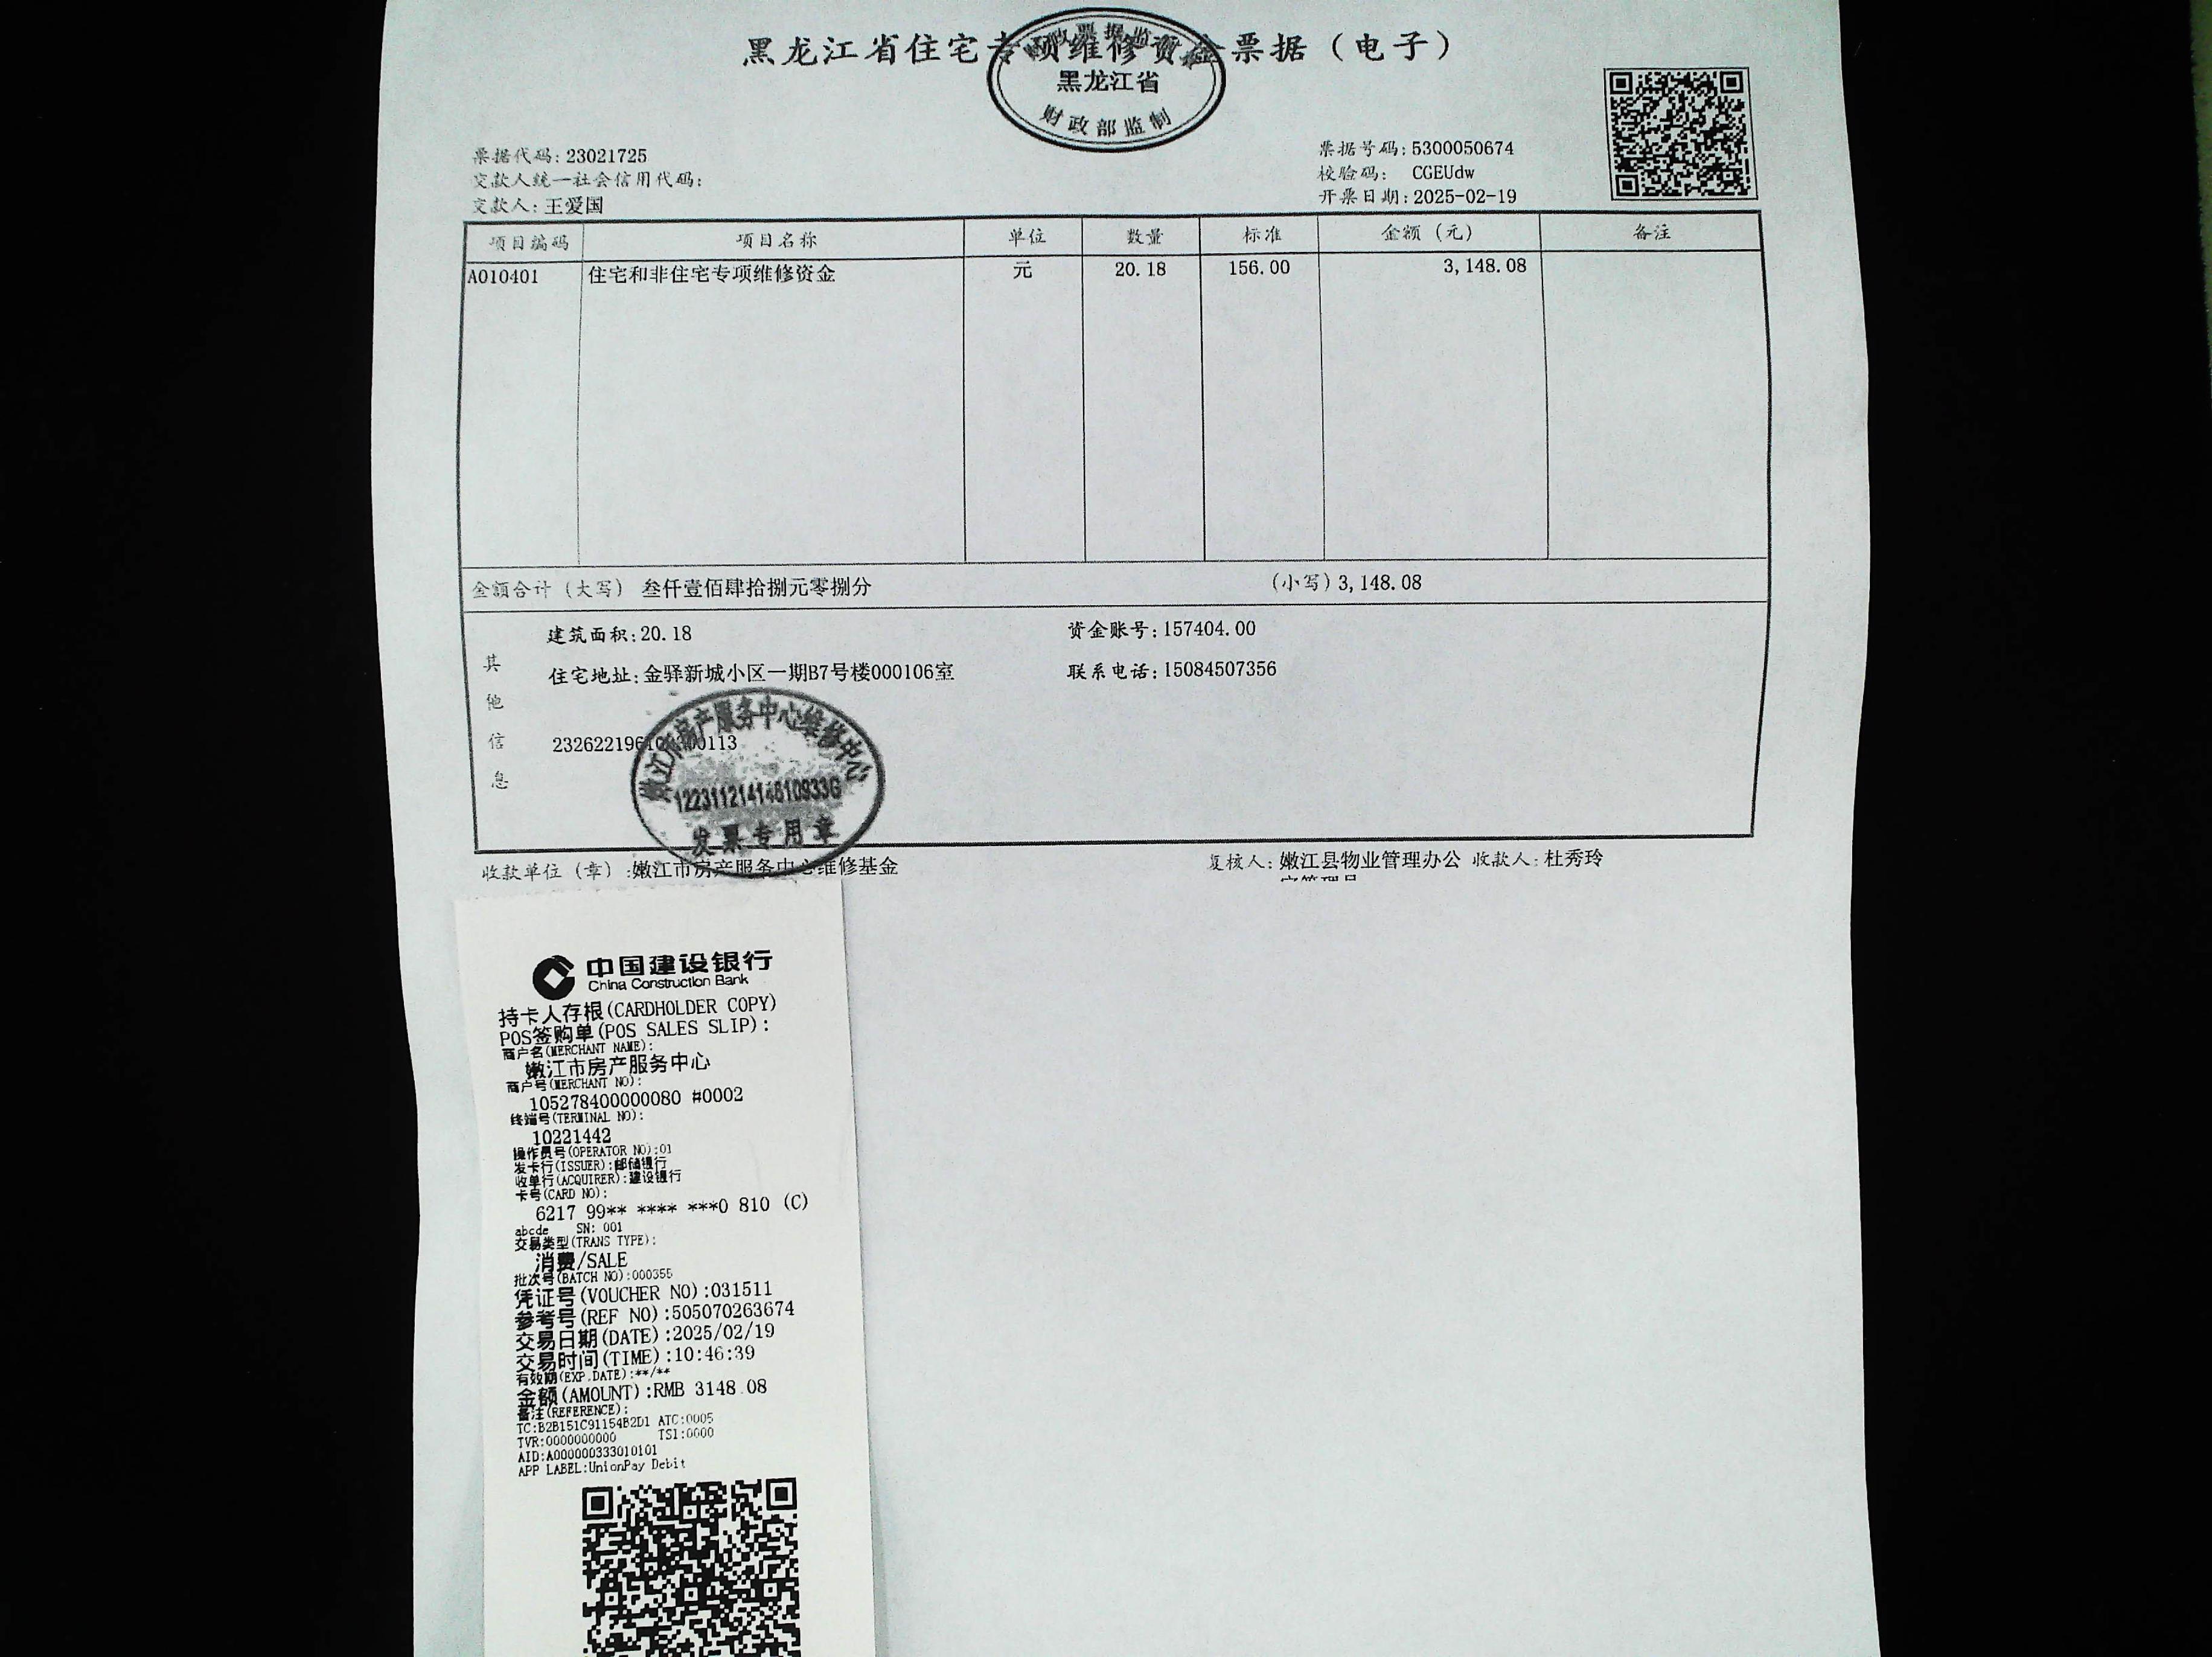 黑龙江省住宅专项维修资金票据（电子）
黑龙江省
财政部监制
票据代码:23021725
票据号码:5300050674
交款人统一社会信用代码:
校验码: CGEUdw
交款人:王爱国
开票日期:2025-02-19
项目编码 项目名称 单位 数量 标准 金额（元） 备注
A010401 住宅和非住宅专项维修资金 元 20.18 156.00 3,148.08
金额合计（大写） 叁仟壹佰肆拾捌元零捌分 (小写)3,148.08
其他信息
建筑面积:20.18 资金账号:157404.00
住宅地址:金驿新城小区一期B7号楼000106室 联系电话:15084507356
嫩江市房产服务中心维修中心
发票专用章
收款单位（章）:嫩江市房产服务中心维修基金 复核人:嫩江县物业管理办公 收款人:杜秀玲
中国建设银行
China Construction Bank
持卡人存根(CARDHOLDER COPY)
POS签购单(POS SALES SLIP):
商户名(MERCHANT NAME):
嫩江市房产服务中心
商户号(MERCHANT NO):
105278400000080 #0002
终端号(TERMINAL NO):
10221442
操作员号(OPERATOR NO):01
发卡行(ISSUER):邮储银行
收单行(ACQUIRER):建设银行
卡号(CARD NO):
6217 99** **** ***0 810 (C)
abcde SN: 001
交易类型(TRANS TYPE):
消费/SALE
批次号(BATCH NO):000355
凭证号(VOUCHER NO):031511
参考号(REF NO):505070263674
交易日期(DATE):2025/02/19
交易时间(TIME):10:46:39
有效期(EXP.DATE):**/**
金额(AMOUNT):RMB 3148.08
备注(REFERENCE):
TC:B2B151C91154B2D1 ATC:0005
TVR:0000000000 TSI:0000
AID:A000000333010101
APP LABEL:UnionPay Debit